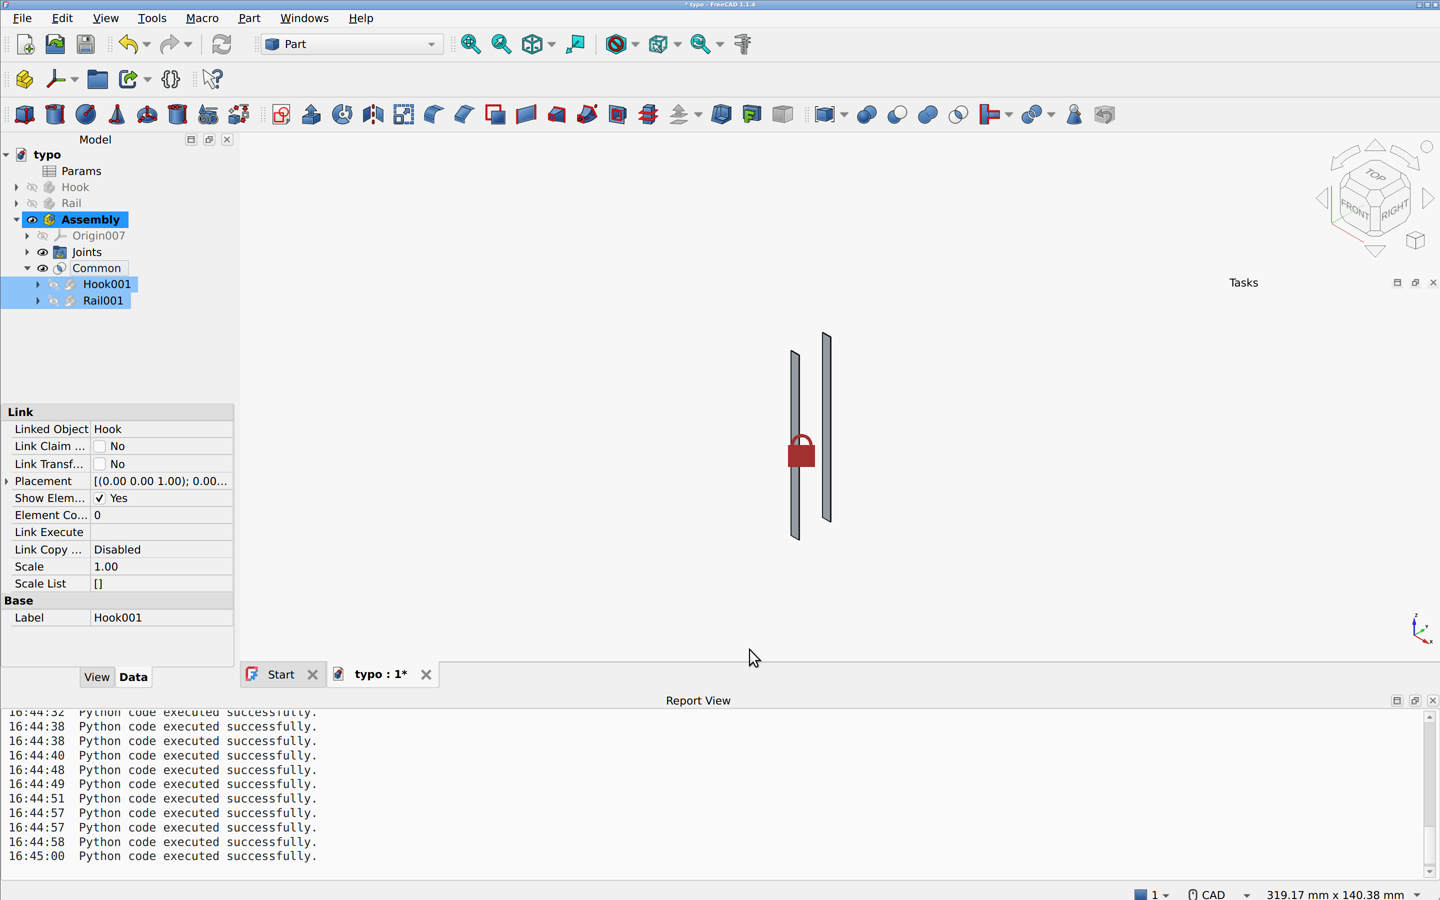 * typo - FreeCAD 1.1.4
File Edit View Tools Macro Part Windows Help
Part
Model
typo
Params
Hook
Rail
Assembly
Origin007
Joints
Common
Hook001
Rail001
TOP
FRONT
RIGHT
Tasks
Link
Linked Object Hook
Link Claim ... No
Link Transf... No
Placement [(0.00 0.00 1.00); 0.00...
Show Elem... Yes
Element Co... 0
Link Execute
Link Copy ... Disabled
Scale 1.00
Scale List []
Base
Label Hook001
View Data
Z
Y
X
Start
typo : 1*
Report View
16:44:32 Python code executed successfully.
16:44:38 Python code executed successfully.
16:44:38 Python code executed successfully.
16:44:40 Python code executed successfully.
16:44:48 Python code executed successfully.
16:44:49 Python code executed successfully.
16:44:51 Python code executed successfully.
16:44:57 Python code executed successfully.
16:44:57 Python code executed successfully.
16:44:58 Python code executed successfully.
16:45:00 Python code executed successfully.
1 CAD 319.17 mm x 140.38 mm